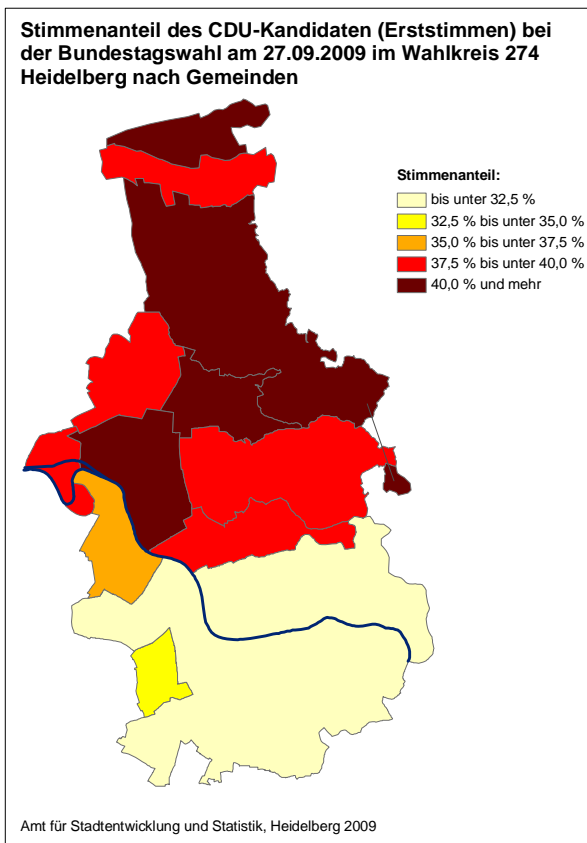 Stimmenanteil des CDU-Kandidaten (Erststimmen) bei
der Bundestagswahl am 27.09.2009 im Wahlkreis 274
Heidelberg nach Gemeinden
Stimmenanteil:
bis unter 32,5 %
32,5 % bis unter 35,0 %
35,0 % bis unter 37,5 %
37,5 % bis unter 40,0 %
40,0 % und mehr
Amt für Stadtentwicklung und Statistik, Heidelberg 2009